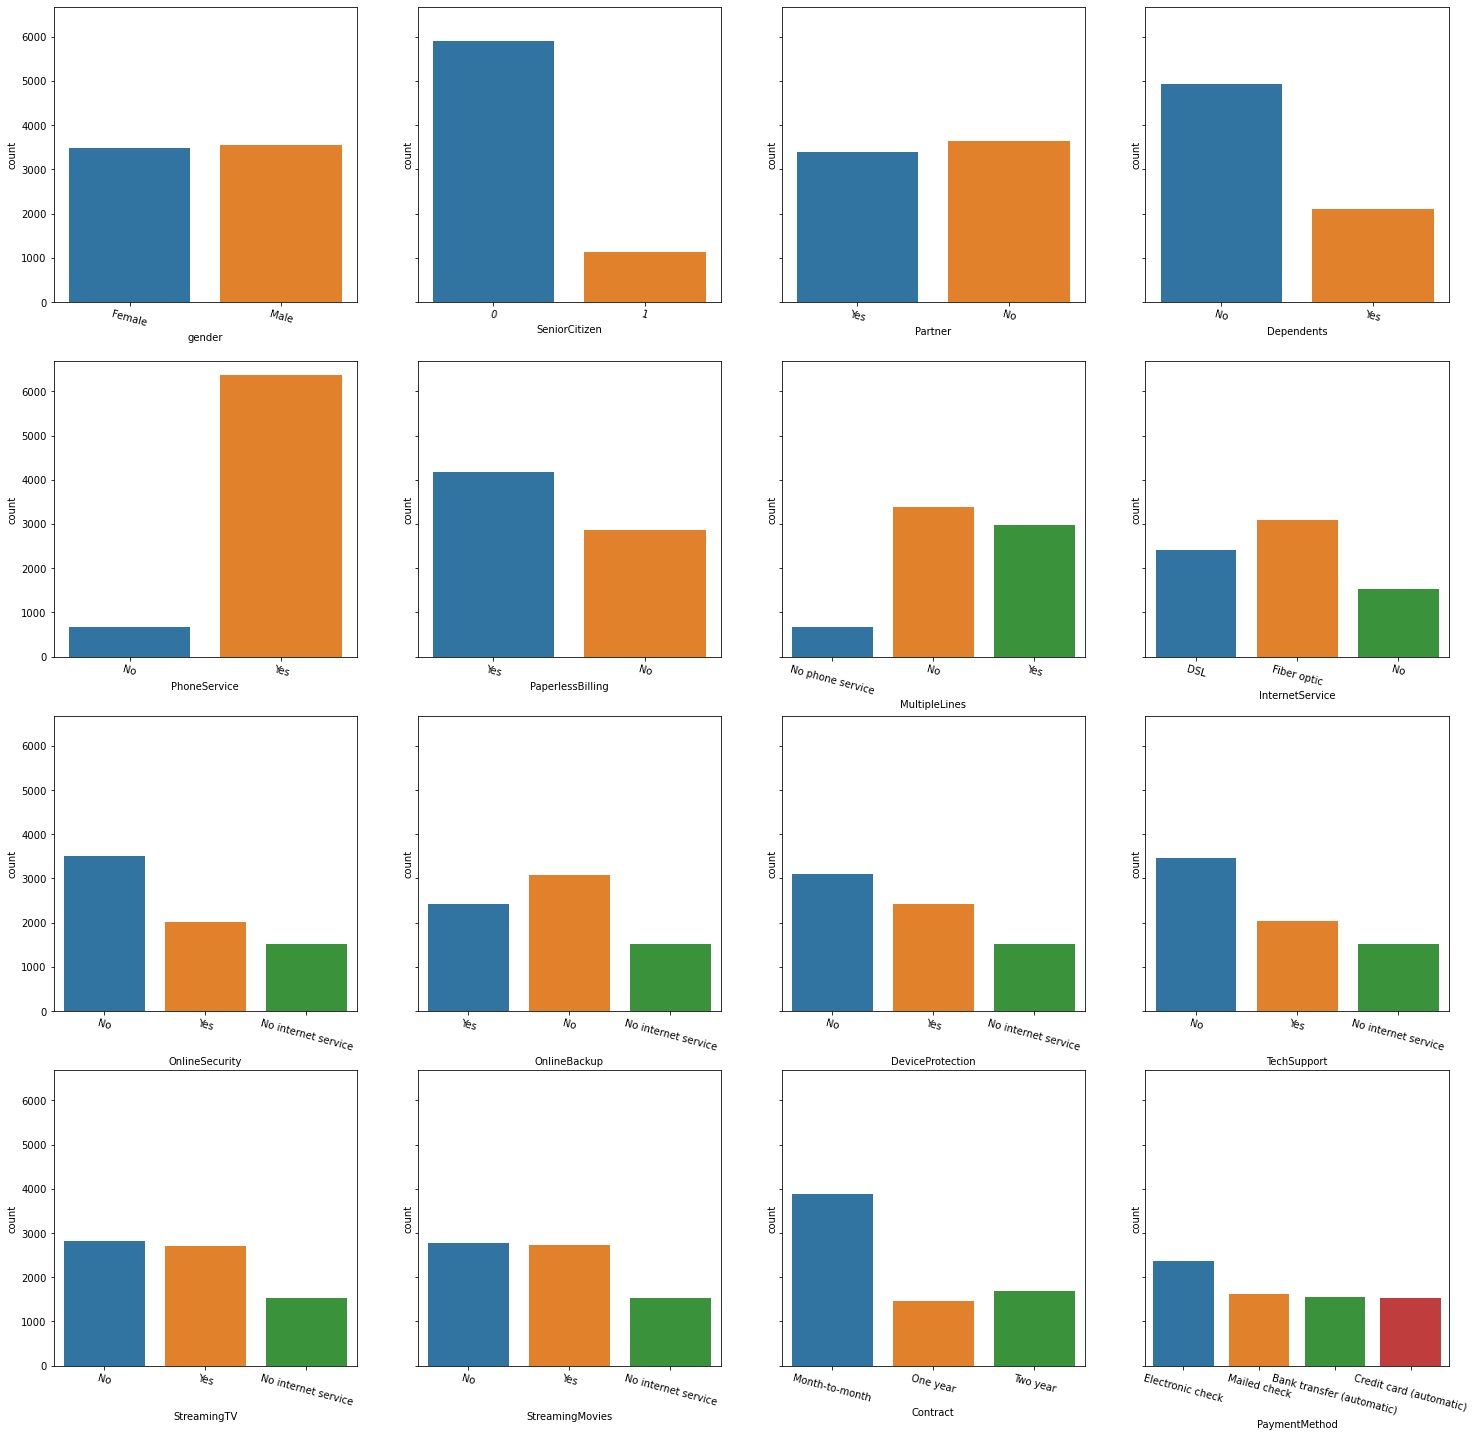 6000
5000
4000
3000
2000
1000
0
count
Female Male
gender
count
0 1
SeniorCitizen
count
Yes No
Partner
count
No Yes
Dependents
6000
5000
4000
3000
2000
1000
0
count
No Yes
PhoneService
count
Yes No
PaperlessBilling
count
No phone service No Yes
MultipleLines
count
DSL Fiber optic No
InternetService
6000
5000
4000
3000
2000
1000
0
count
No Yes No internet service
OnlineSecurity
count
Yes No No internet service
OnlineBackup
count
No Yes No internet service
DeviceProtection
count
No Yes No internet service
TechSupport
6000
5000
4000
3000
2000
1000
0
count
No Yes No internet service
StreamingTV
count
No Yes No internet service
StreamingMovies
count
Month-to-month One year Two year
Contract
count
Electronic check Mailed check Bank transfer (automatic) Credit card (automatic)
PaymentMethod